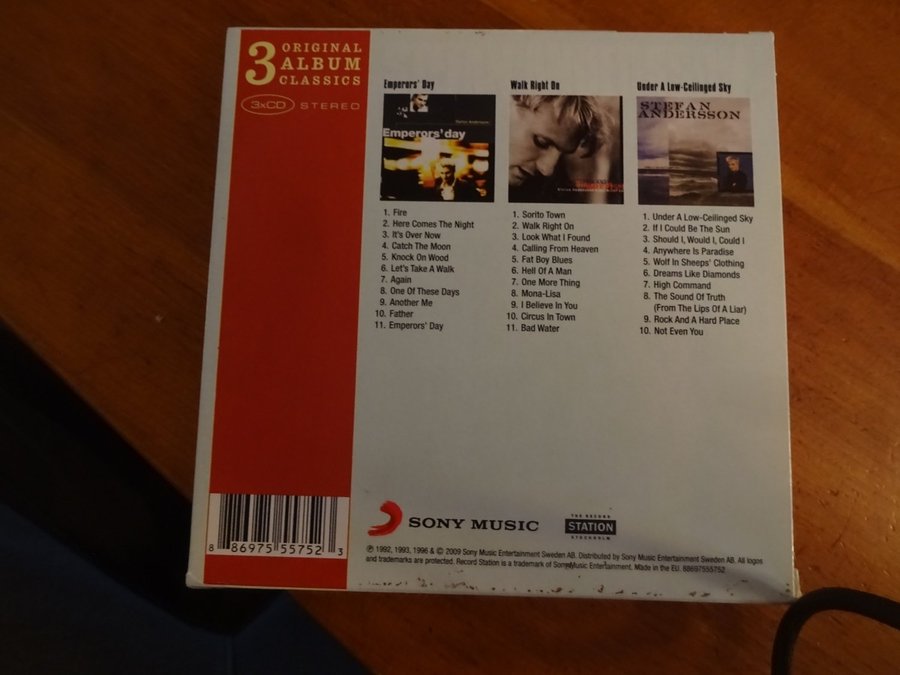 3 ORIGINAL
ALBUM
CLASSICS
3xCD STEREO
Emperors' Day
Emperors'day
1. Fire
2. Here Comes The Night
3. It's Over Now
4. Catch The Moon
5. Knock On Wood
6. Let's Take A Walk
7. Again
8. One Of These Days
9. Another Me
10. Father
11. Emperors' Day
Walk Right On
1. Sorito Town
2. Walk Right On
3. Look What I Found
4. Calling From Heaven
5. Fat Boy Blues
6. Hell Of A Man
7. One More Thing
8. Mona-Lisa
9. I Believe In You
10. Circus In Town
11. Bad Water
Under A Low-Ceilinged Sky
STEFAN
ANDERSSON
1. Under A Low-Ceilinged Sky
2. If I Could Be The Sun
3. Should I, Would I, Could I
4. Anywhere Is Paradise
5. Wolf In Sheeps' Clothing
6. Dreams Like Diamonds
7. High Command
8. The Sound Of Truth
(From The Lips Of A Liar)
9. Rock And A Hard Place
10. Not Even You
8 86975 55752 3
SONY MUSIC
THE RECORD
STATION
STOCKHOLM
℗ 1992, 1993, 1996 & © 2009 Sony Music Entertainment Sweden AB. Distributed by Sony Music Entertainment Sweden AB. All logos
and trademarks are protected. Record Station is a trademark of Sony Music Entertainment. Made in the EU. 88697555752